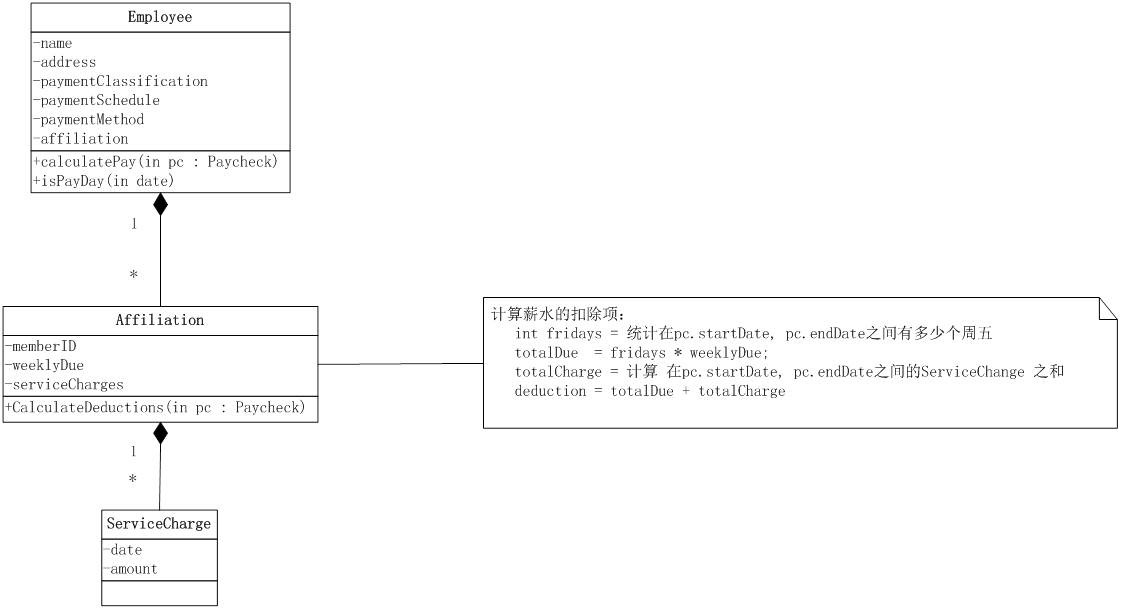 Employee
-name
-address
-paymentClassification
-paymentSchedule
-paymentMethod
-affiliation
+calculatePay(in pc : Paycheck)
+isPayDay(in date)
1
*
Affiliation
-memberID
-weeklyDue
-serviceCharges
+CalculateDeductions(in pc : Paycheck)
计算薪水的扣除项:
int fridays = 统计在pc.startDate, pc.endDate之间有多少个周五
totalDue = fridays * weeklyDue;
totalCharge = 计算 在pc.startDate, pc.endDate之间的ServiceChange 之和
deduction = totalDue + totalCharge
1
*
ServiceCharge
-date
-amount